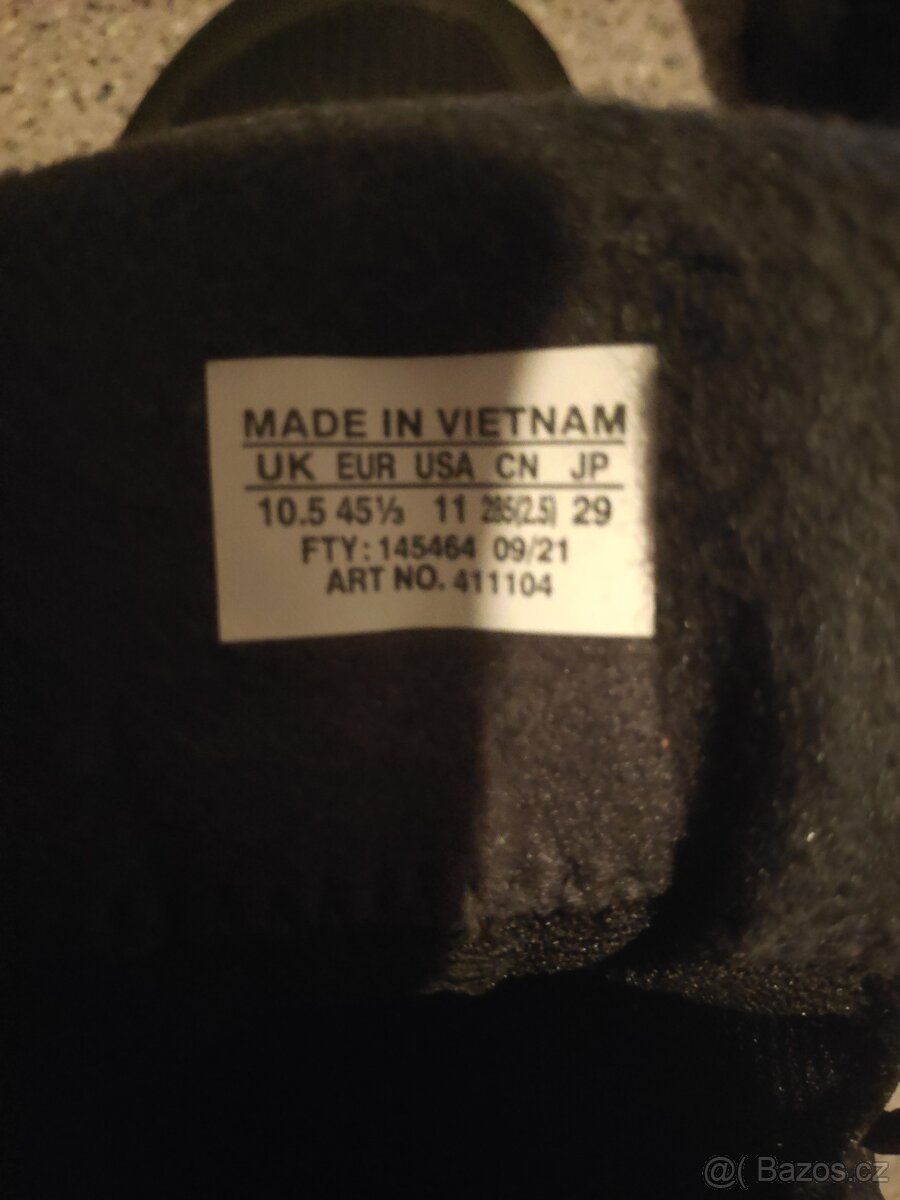 MADE IN VIETNAM
UK EUR USA CN JP
10.5 45⅓ 11 285(2.5) 29
FTY: 145464 09/21
ART NO. 411104
@( Bazos.cz